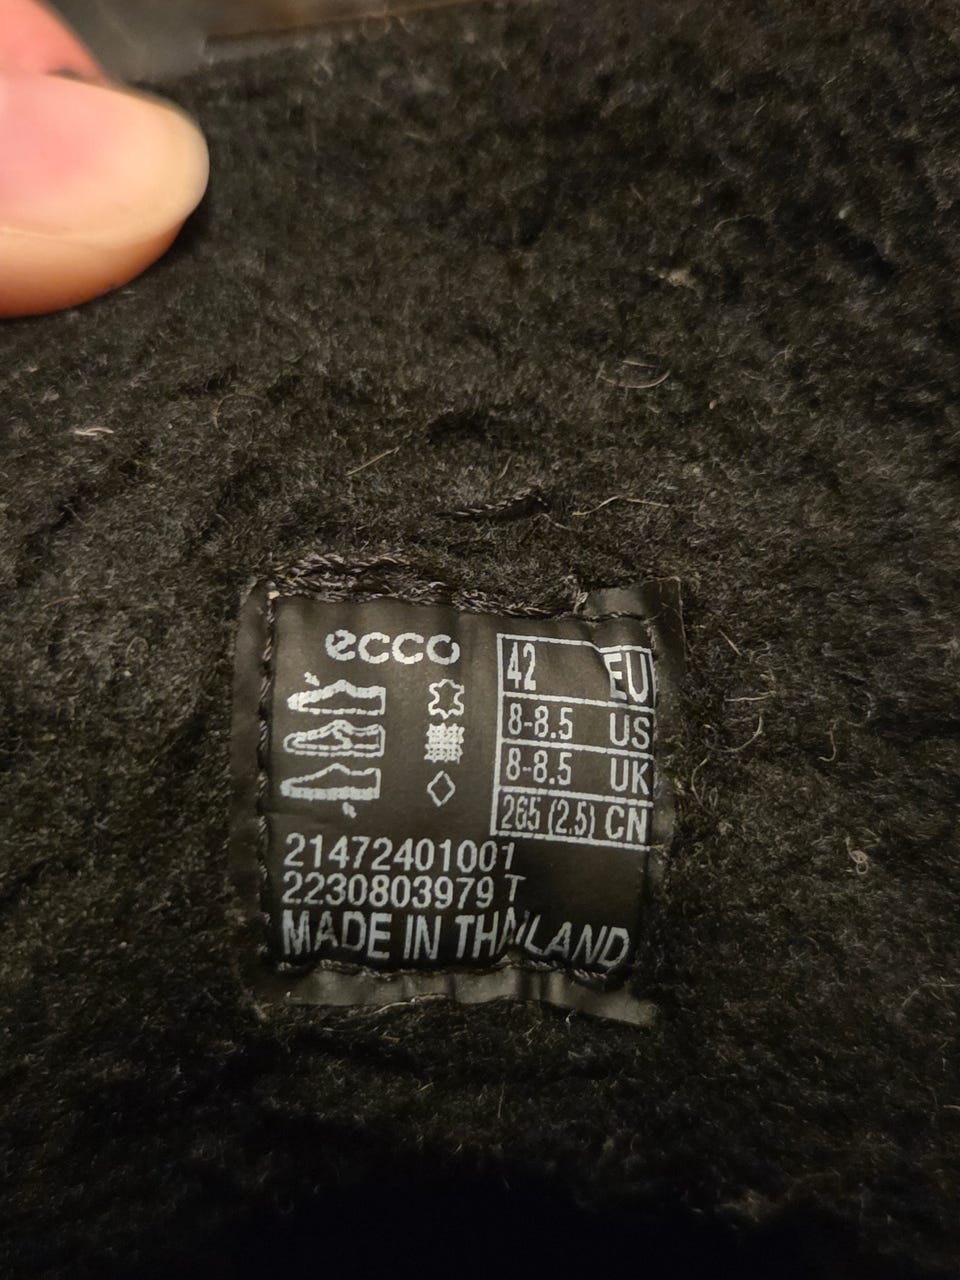 ecco
42 EU
8-8.5 US
8-8.5 UK
265 (2.5) CN
21472401001
2230803979 T
MADE IN THAILAND